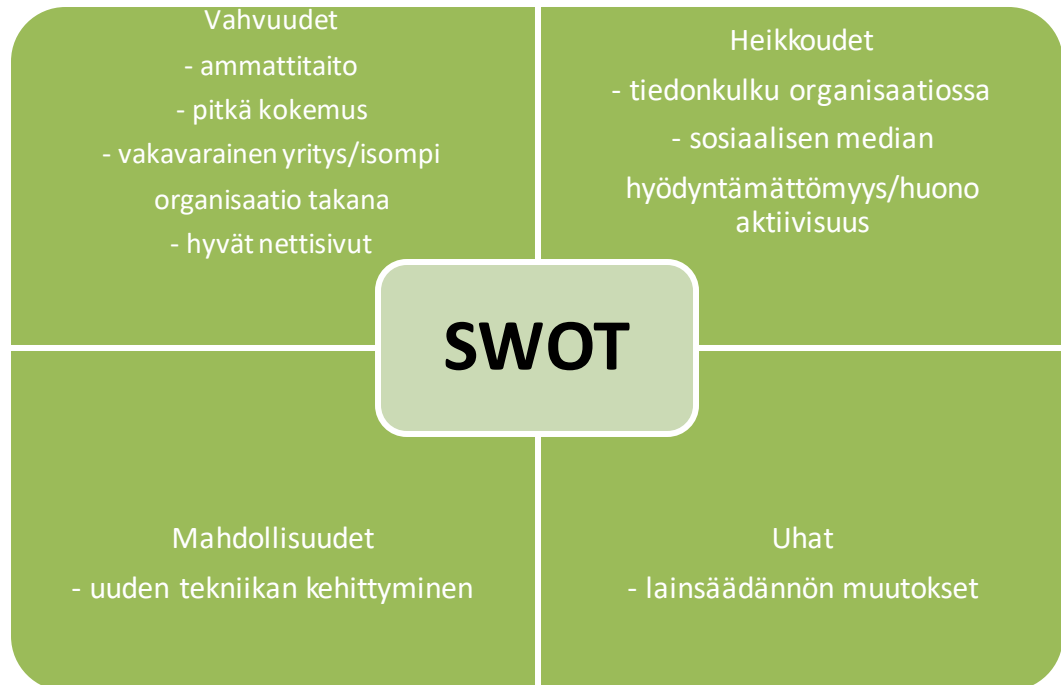 Vahvuudet
- ammattitaito
- pitkä kokemus
- vakavarainen yritys/isompi
organisaatio takana
- hyvät nettisivut
Heikkoudet
- tiedonkulku organisaatiossa
- sosiaalisen median
hyödyntämättömyys/huono
aktiivisuus
SWOT
Mahdollisuudet
- uuden tekniikan kehittyminen
Uhat
- lainsäädännön muutokset